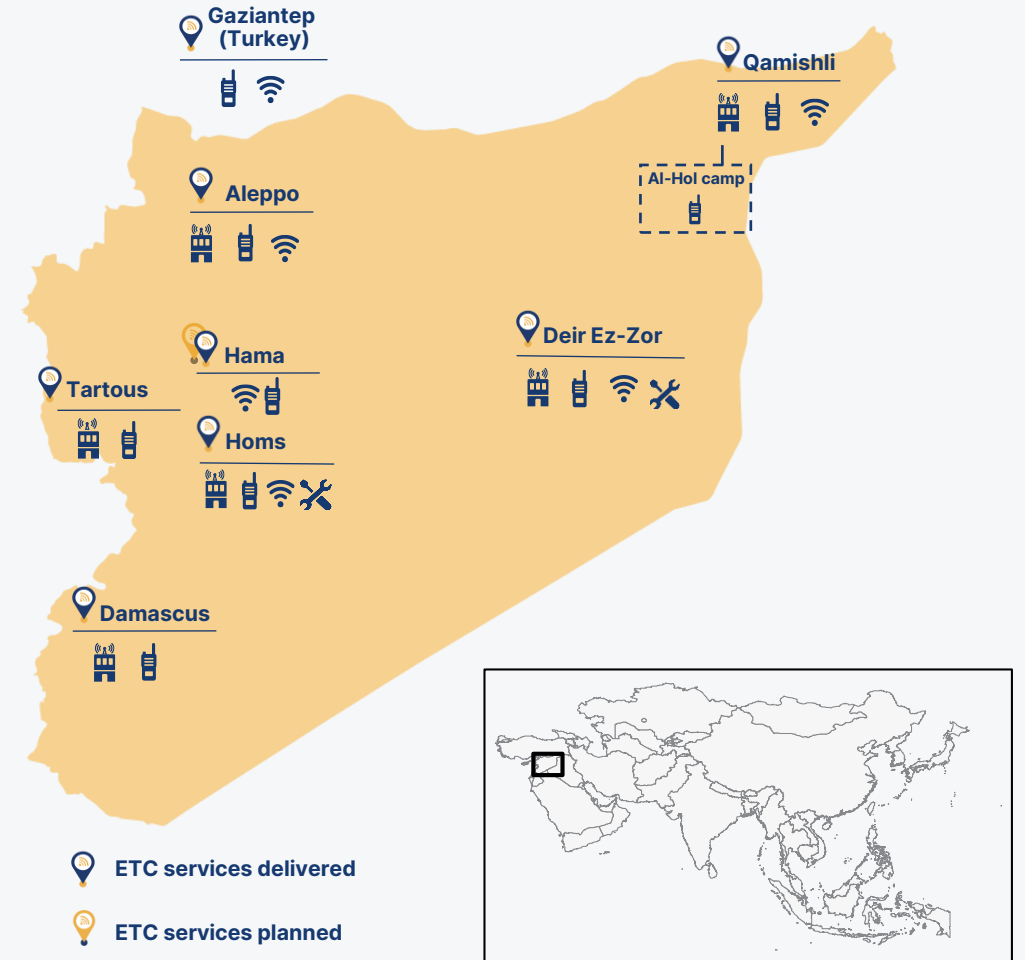 Gaziantep
(Turkey)
Qamishli
Al-Hol camp
Aleppo
Hama
Deir Ez-Zor
Tartous
Homs
Damascus
ETC services delivered
ETC services planned